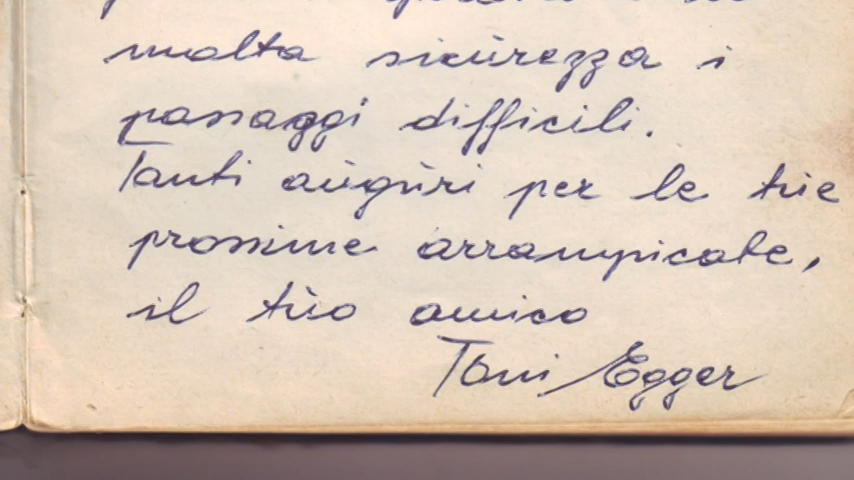 molta sicurezza i
passaggi difficili.
Tanti auguri per le tue
prossime arrampicate,
il tuo amico
Toni Egger